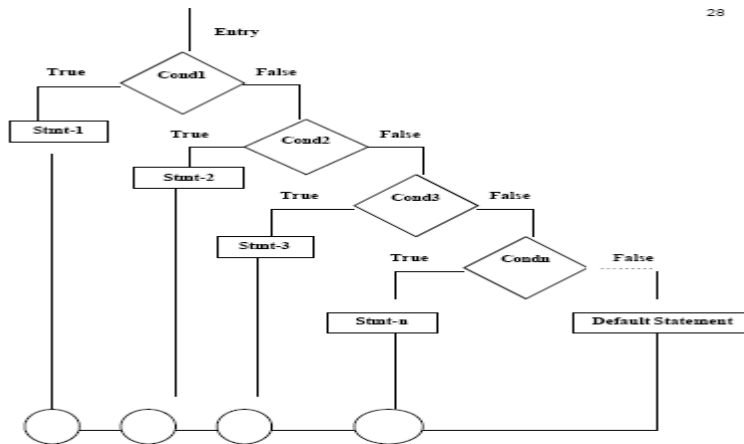 28
Entry
True
Cond1
False
Stmt-1
True
Cond2
False
Stmt-2
True
Cond3
False
Stmt-3
True
Condn
False
Stmt-n
Default Statement